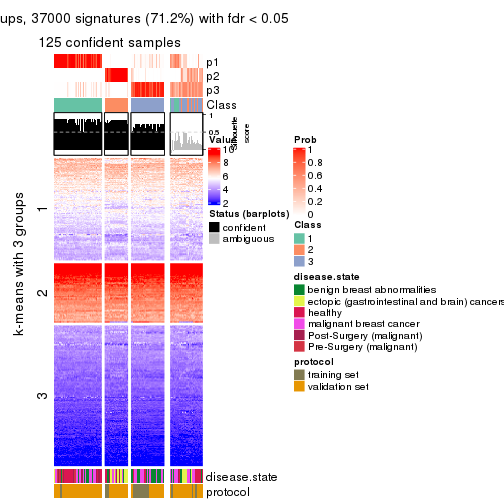 ups, 37000 signatures (71.2%) with fdr < 0.05
125 confident samples
p1
p2
p3
Class
1
0.5
0
Silhouette
score
Value
10
8
6
4
2
Status (barplots)
confident
ambiguous
Prob
1
0.8
0.6
0.4
0.2
0
Class
1
2
3
disease.state
benign breast abnormalities
ectopic (gastrointestinal and brain) cancers
healthy
malignant breast cancer
Post-Surgery (malignant)
Pre-Surgery (malignant)
protocol
training set
validation set
k-means with 3 groups
1
2
3
disease.state
protocol